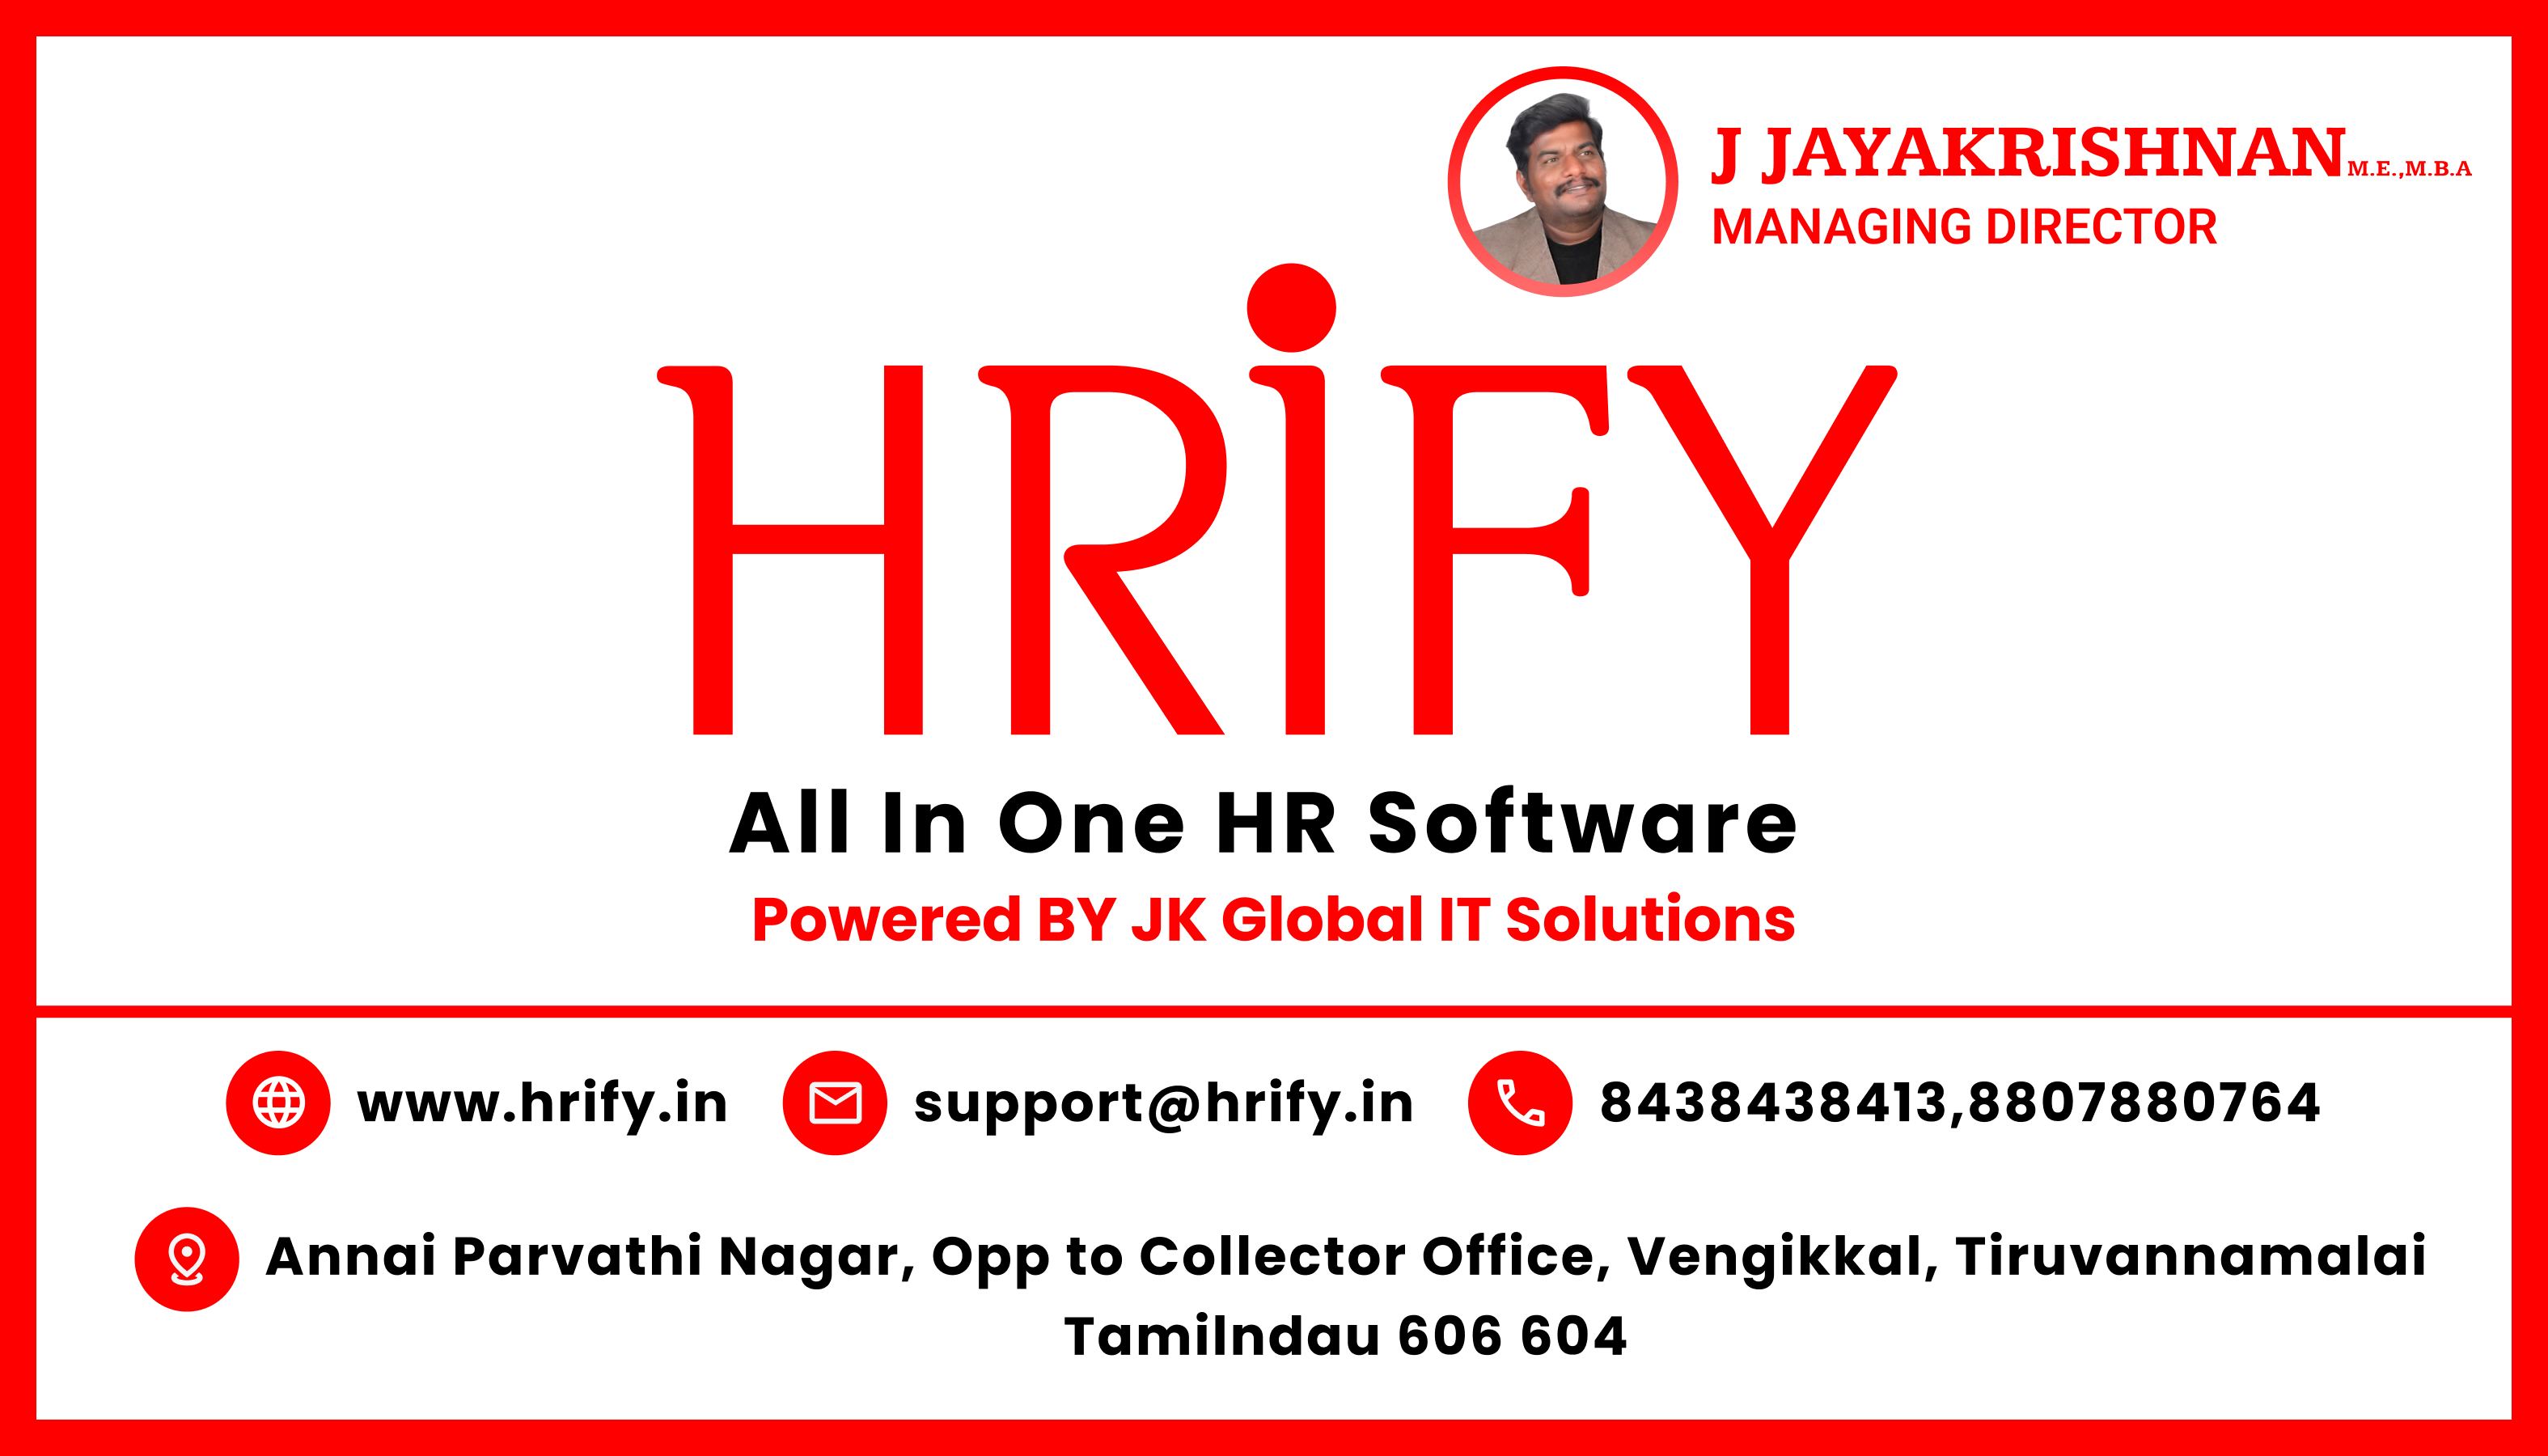 J JAYAKRISHNAN M.E.,M.B.A
MANAGING DIRECTOR
HRiFY
All In One HR Software
Powered BY JK Global IT Solutions
www.hrify.in
support@hrify.in
8438438413,8807880764
Annai Parvathi Nagar, Opp to Collector Office, Vengikkal, Tiruvannamalai
Tamilndau 606 604